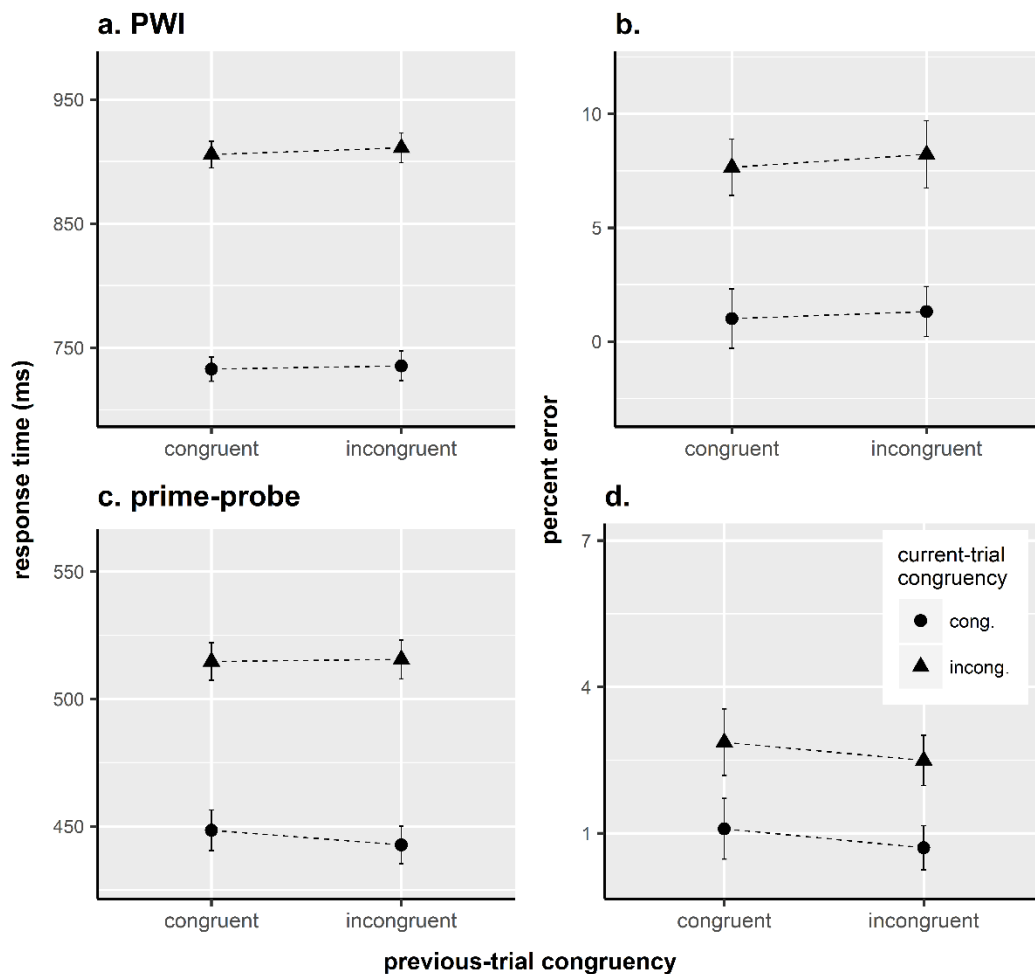 a. PWI
b.
950
850
750
10
5
0
congruent
incongruent
congruent
incongruent
response time (ms)
percent error
c. prime-probe
d.
550
500
450
7
4
1
current-trial
congruency
cong.
incong.
congruent
incongruent
congruent
incongruent
previous-trial congruency